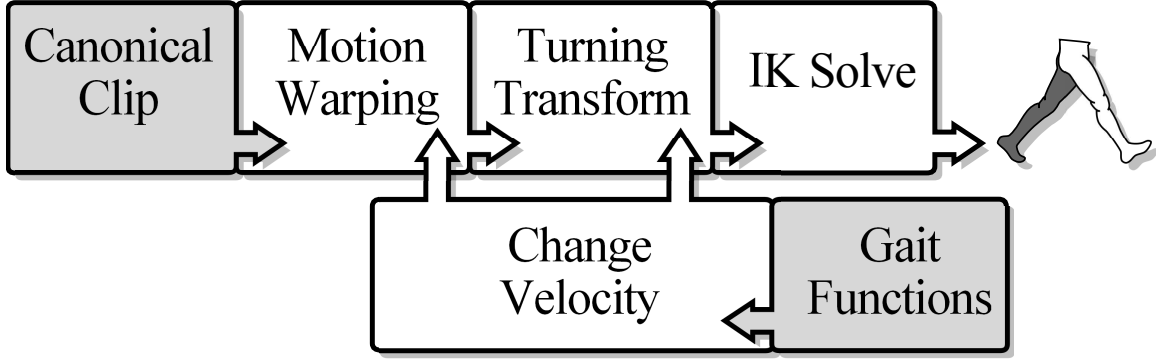 Canonical
Clip
Motion
Warping
Turning
Transform
IK Solve
Change
Velocity
Gait
Functions